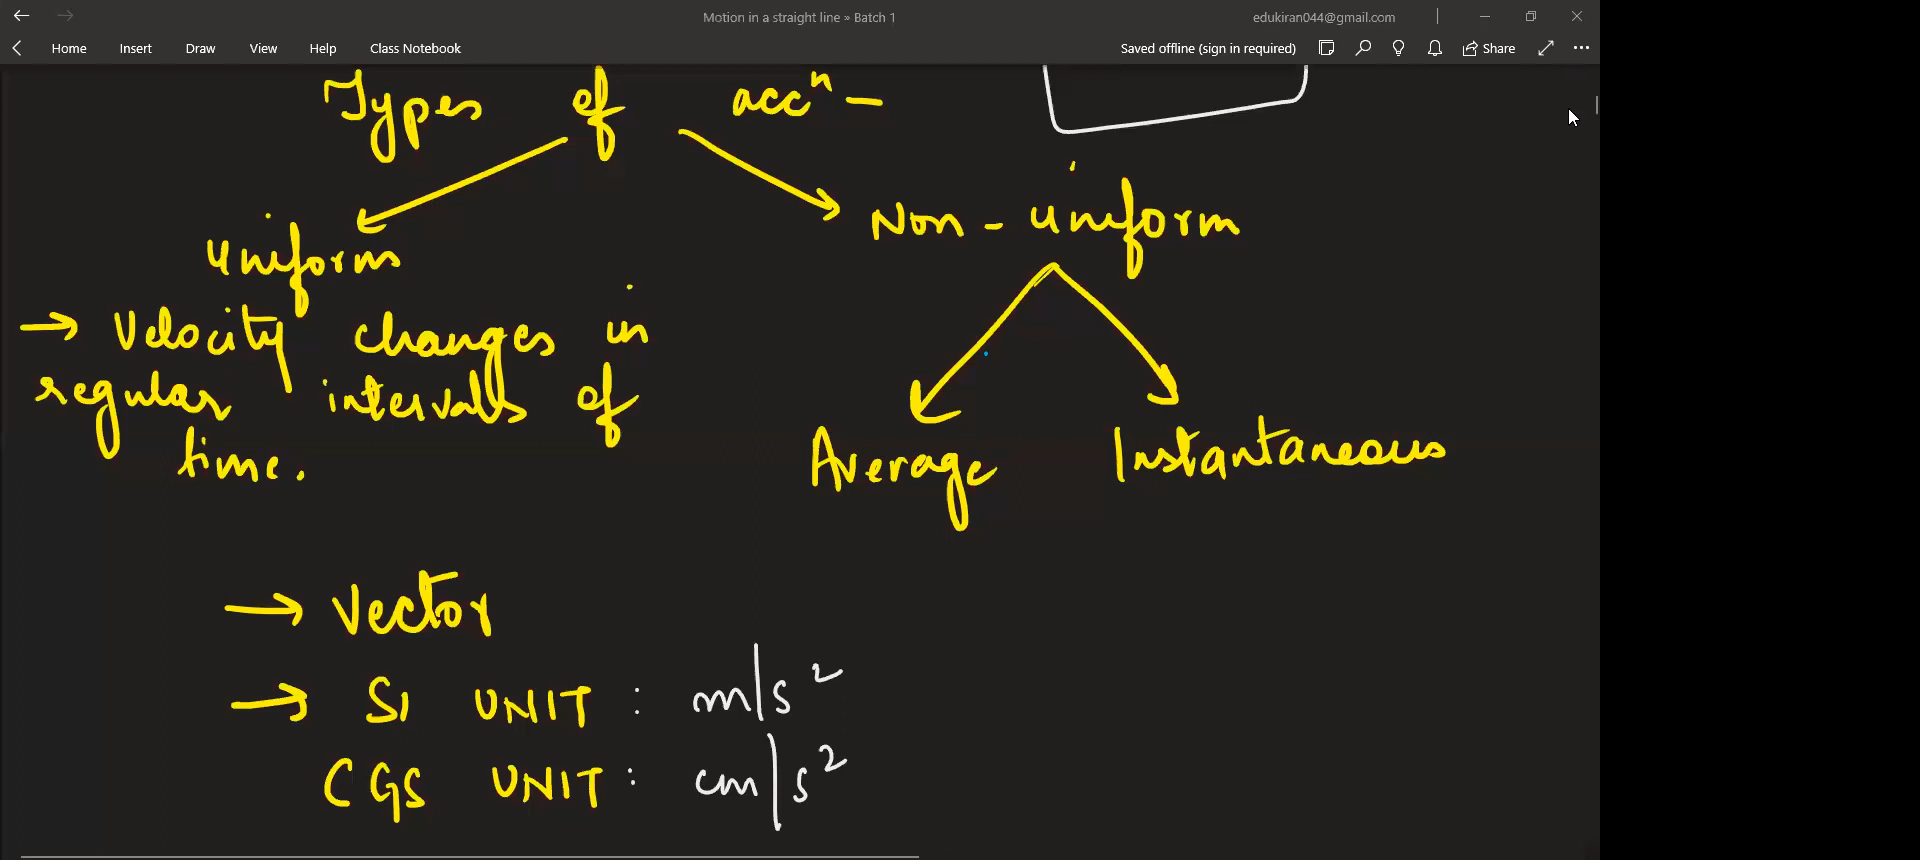 Motion in a straight line » Batch 1
edukiran044@gmail.com
Home Insert Draw View Help Class Notebook
Saved offline (sign in required) Share
Types of accⁿ –
uniform
Non - uniform
→ Velocity changes in
regular intervals of
time.
Average Instantaneous
→ Vector
→ SI UNIT : m/s²
CGS UNIT : cm/s²